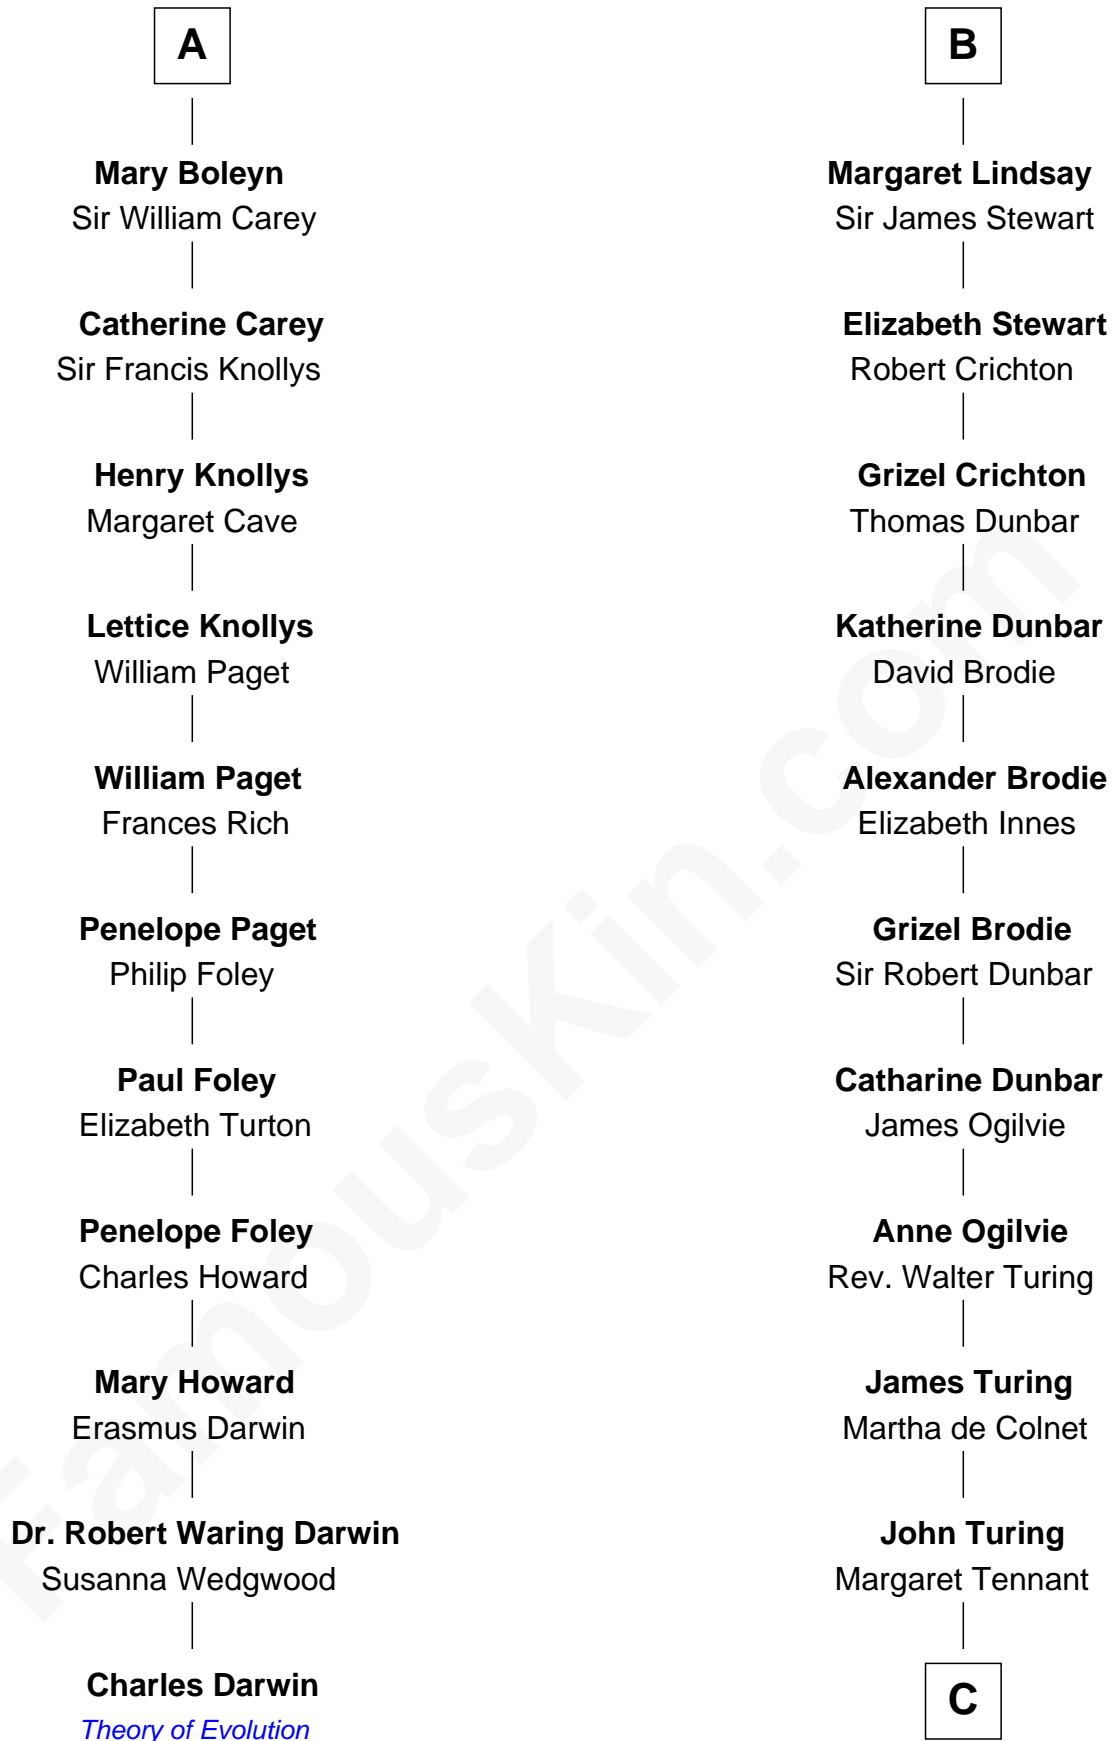 A
Mary Boleyn
Sir William Carey
Catherine Carey
Sir Francis Knollys
Henry Knollys
Margaret Cave
Lettice Knollys
William Paget
William Paget
Frances Rich
Penelope Paget
Philip Foley
Paul Foley
Elizabeth Turton
Penelope Foley
Charles Howard
Mary Howard
Erasmus Darwin
Dr. Robert Waring Darwin
Susanna Wedgwood
Charles Darwin
Theory of Evolution
B
Margaret Lindsay
Sir James Stewart
Elizabeth Stewart
Robert Crichton
Grizel Crichton
Thomas Dunbar
Katherine Dunbar
David Brodie
Alexander Brodie
Elizabeth Innes
Grizel Brodie
Sir Robert Dunbar
Catharine Dunbar
James Ogilvie
Anne Ogilvie
Rev. Walter Turing
James Turing
Martha de Colnet
John Turing
Margaret Tennant
C
FamousKin.com